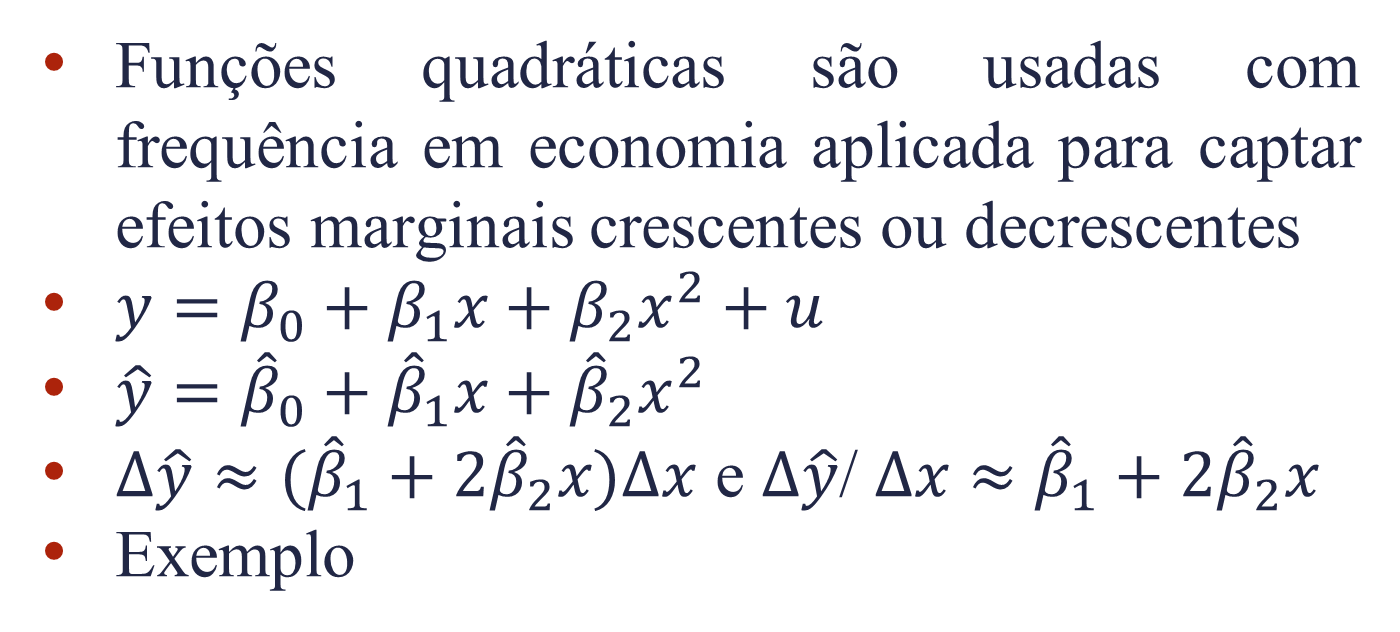 • Funções quadráticas são usadas com
frequência em economia aplicada para captar
efeitos marginais crescentes ou decrescentes
• y = β₀ + β₁x + β₂x² + u
• ŷ = β̂₀ + β̂₁x + β̂₂x²
• Δŷ ≈ (β̂₁ + 2β̂₂x)Δx e Δŷ/ Δx ≈ β̂₁ + 2β̂₂x
• Exemplo